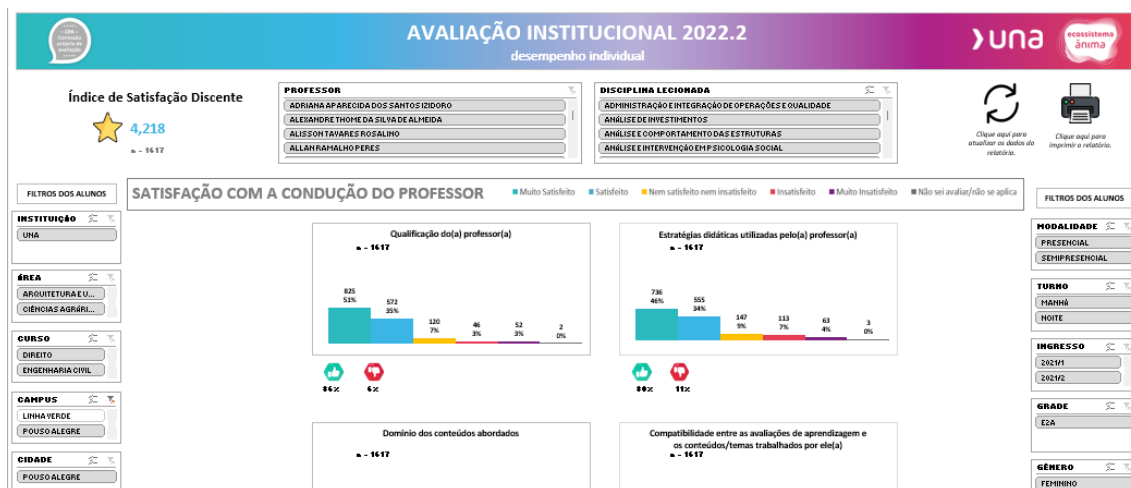 CPA
Comissão
própria de
avaliação
AVALIAÇÃO INSTITUCIONAL 2022.2
desempenho individual
una
ecossistema
ânima
Índice de Satisfação Discente
4,218
n - 1617
PROFESSOR
ADRIANA APARECIDA DOS SANTOS IZIDORO
ALEXANDRE THOME DA SILVA DE ALMEIDA
ALISSON TAVARES ROSALINO
ALLAN RAMALHO PERES
DISCIPLINA LECIONADA
ADMINISTRAÇÃO E INTEGRAÇÃO DE OPERAÇÕES E QUALIDADE
ANÁLISE DE INVESTIMENTOS
ANÁLISE E COMPORTAMENTO DAS ESTRUTURAS
ANÁLISE E INTERVENÇÃO EM PSICOLOGIA SOCIAL
Clique aqui para
atualizar os dados do
relatório.
Clique aqui para
imprimir o relatório.
FILTROS DOS ALUNOS
SATISFAÇÃO COM A CONDUÇÃO DO PROFESSOR
Muito Satisfeito Satisfeito Nem satisfeito nem insatisfeito Insatisfeito Muito Insatisfeito Não sei avaliar/não se aplica
FILTROS DOS ALUNOS
INSTITUIÇÃO
UNA
ÁREA
ARQUITETURA E U...
CIÊNCIAS AGRÁRI...
CURSO
DIREITO
ENGENHARIA CIVIL
CAMPUS
LINHA VERDE
POUSO ALEGRE
CIDADE
POUSO ALEGRE
Qualificação do(a) professor(a)
n - 1617
825
51%
572
35%
120
7%
46
3%
52
3%
2
0%
86%
6%
Estratégias didáticas utilizadas pelo(a) professor(a)
n - 1617
736
46%
555
34%
147
9%
113
7%
63
4%
3
0%
80%
11%
Domínio dos conteúdos abordados
n - 1617
Compatibilidade entre as avaliações de aprendizagem e
os conteúdos/temas trabalhados por ele(a)
n - 1617
MODALIDADE
PRESENCIAL
SEMIPRESENCIAL
TURNO
MANHÃ
NOITE
INGRESSO
2021/1
2021/2
GRADE
E2A
GÊNERO
FEMININO